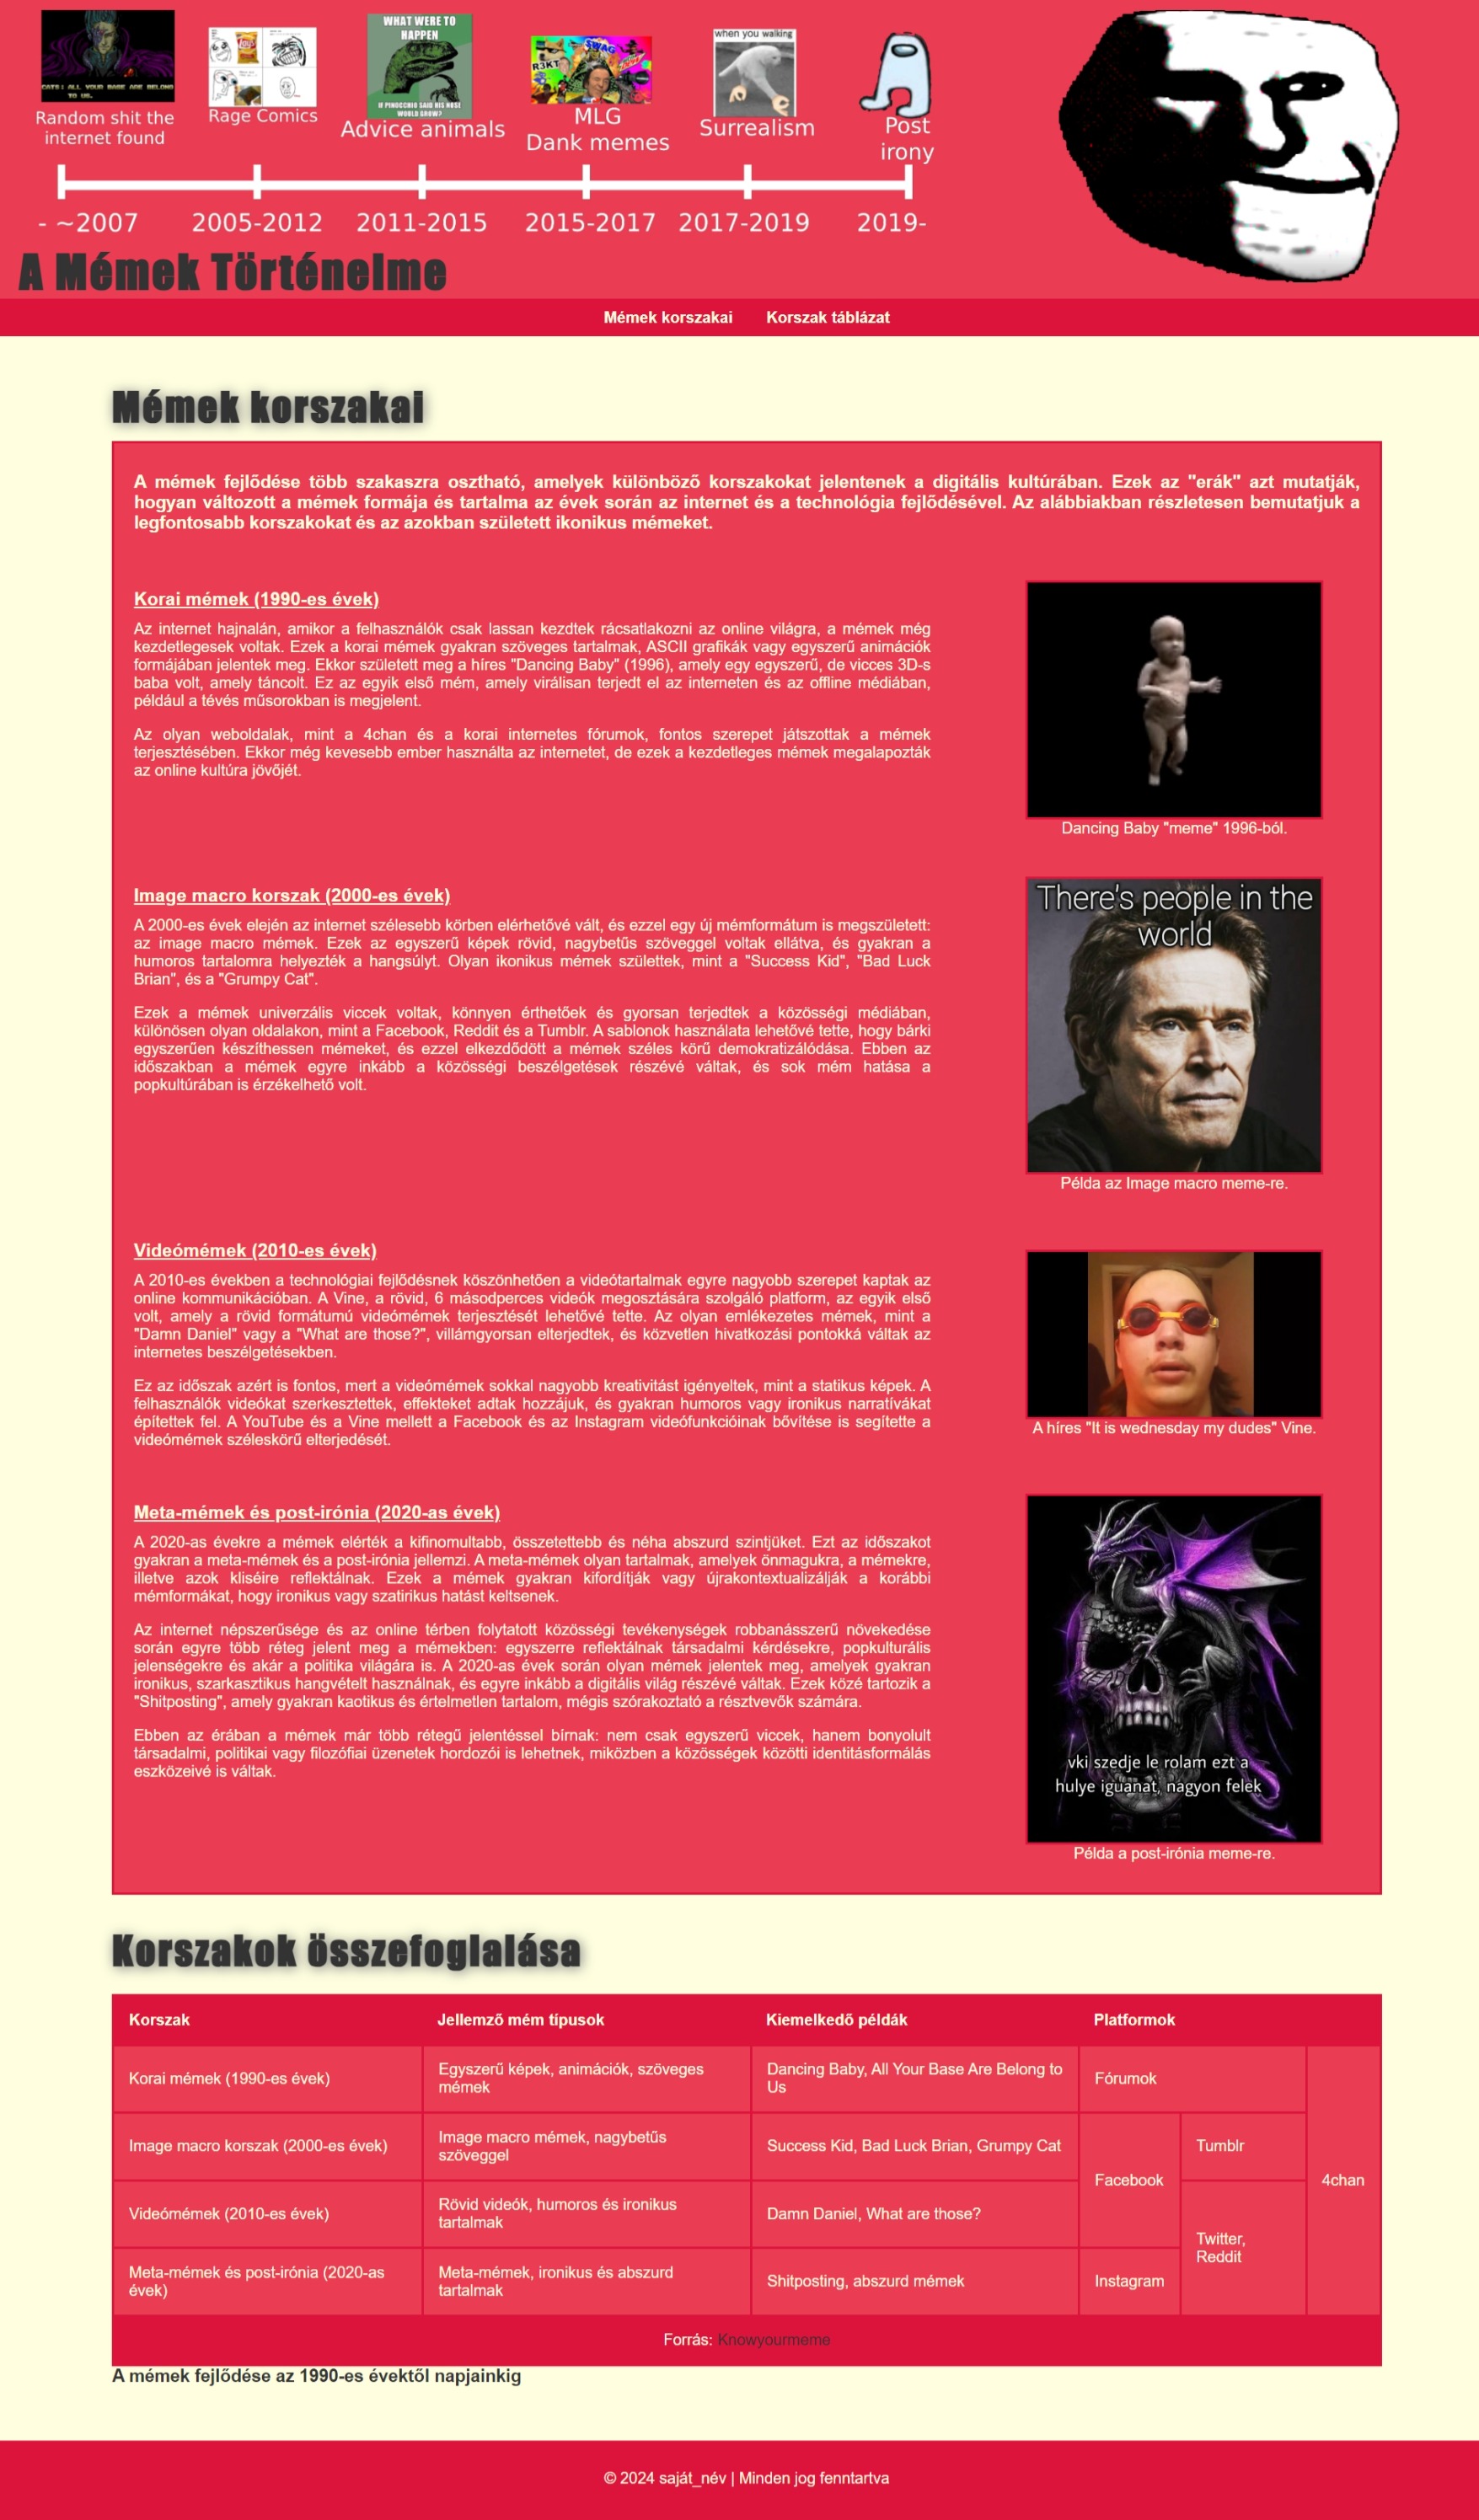 CATS: ALL YOUR BASE ARE BELONG
TO US.
WHAT WERE TO
HAPPEN
IF PINOCCHIO SAID HIS NOSE
WOULD GROW?
R3KT
SWAG
when you walking
Random shit the
internet found
Rage Comics
Advice animals
MLG
Dank memes
Surrealism
Post
irony
- ~2007
2005-2012
2011-2015
2015-2017
2017-2019
2019-
A Mémek Történelme
Mémek korszakai
Korszak táblázat
Mémek korszakai
A mémek fejlődése több szakaszra osztható, amelyek különböző korszakokat jelentenek a digitális kultúrában. Ezek az "erák" azt mutatják,
hogyan változott a mémek formája és tartalma az évek során az internet és a technológia fejlődésével. Az alábbiakban részletesen bemutatjuk a
legfontosabb korszakokat és az azokban született ikonikus mémeket.
Korai mémek (1990-es évek)
Az internet hajnalán, amikor a felhasználók csak lassan kezdtek rácsatlakozni az online világra, a mémek még
kezdetlegesek voltak. Ezek a korai mémek gyakran szöveges tartalmak, ASCII grafikák vagy egyszerű animációk
formájában jelentek meg. Ekkor született meg a híres "Dancing Baby" (1996), amely egy egyszerű, de vicces 3D-s
baba volt, amely táncolt. Ez az egyik első mém, amely virálisan terjedt el az interneten és az offline médiában,
például a tévés műsorokban is megjelent.
Az olyan weboldalak, mint a 4chan és a korai internetes fórumok, fontos szerepet játszottak a mémek
terjesztésében. Ekkor még kevesebb ember használta az internetet, de ezek a kezdetleges mémek megalapozták
az online kultúra jövőjét.
Dancing Baby "meme" 1996-ból.
Image macro korszak (2000-es évek)
A 2000-es évek elején az internet szélesebb körben elérhetővé vált, és ezzel egy új mémformátum is megszületett:
az image macro mémek. Ezek az egyszerű képek rövid, nagybetűs szöveggel voltak ellátva, és gyakran a
humoros tartalomra helyezték a hangsúlyt. Olyan ikonikus mémek születtek, mint a "Success Kid", "Bad Luck
Brian", és a "Grumpy Cat".
Ezek a mémek univerzális viccek voltak, könnyen érthetőek és gyorsan terjedtek a közösségi médiában,
különösen olyan oldalakon, mint a Facebook, Reddit és a Tumblr. A sablonok használata lehetővé tette, hogy bárki
egyszerűen készíthessen mémeket, és ezzel elkezdődött a mémek széles körű demokratizálódása. Ebben az
időszakban a mémek egyre inkább a közösségi beszélgetések részévé váltak, és sok mém hatása a
popkultúrában is érzékelhető volt.
There's people in the
world
Példa az Image macro meme-re.
Videómémek (2010-es évek)
A 2010-es években a technológiai fejlődésnek köszönhetően a videótartalmak egyre nagyobb szerepet kaptak az
online kommunikációban. A Vine, a rövid, 6 másodperces videók megosztására szolgáló platform, az egyik első
volt, amely a rövid formátumú videómémek terjesztését lehetővé tette. Az olyan emlékezetes mémek, mint a
"Damn Daniel" vagy a "What are those?", villámgyorsan elterjedtek, és közvetlen hivatkozási pontokká váltak az
internetes beszélgetésekben.
Ez az időszak azért is fontos, mert a videómémek sokkal nagyobb kreativitást igényeltek, mint a statikus képek. A
felhasználók videókat szerkesztettek, effekteket adtak hozzájuk, és gyakran humoros vagy ironikus narratívákat
építettek fel. A YouTube és a Vine mellett a Facebook és az Instagram videófunkcióinak bővítése is segítette a
videómémek széleskörű elterjedését.
A híres "It is wednesday my dudes" Vine.
Meta-mémek és post-irónia (2020-as évek)
A 2020-as évekre a mémek elérték a kifinomultabb, összetettebb és néha abszurd szintjüket. Ezt az időszakot
gyakran a meta-mémek és a post-irónia jellemzi. A meta-mémek olyan tartalmak, amelyek önmagukra, a mémekre,
illetve azok kliséire reflektálnak. Ezek a mémek gyakran kifordítják vagy újrakontextualizálják a korábbi
mémformákat, hogy ironikus vagy szatirikus hatást keltsenek.
Az internet népszerűsége és az online térben folytatott közösségi tevékenységek robbanásszerű növekedése
során egyre több réteg jelent meg a mémekben: egyszerre reflektálnak társadalmi kérdésekre, popkulturális
jelenségekre és akár a politika világára is. A 2020-as évek során olyan mémek jelentek meg, amelyek gyakran
ironikus, szarkasztikus hangvételt használnak, és egyre inkább a digitális világ részévé váltak. Ezek közé tartozik a
"Shitposting", amely gyakran kaotikus és értelmetlen tartalom, mégis szórakoztató a résztvevők számára.
Ebben az érában a mémek már több rétegű jelentéssel bírnak: nem csak egyszerű viccek, hanem bonyolult
társadalmi, politikai vagy filozófiai üzenetek hordozói is lehetnek, miközben a közösségek közötti identitásformálás
eszközeivé is váltak.
vki szedje le rolam ezt a
hulye iguanat, nagyon felek
Példa a post-irónia meme-re.
Korszakok összefoglalása
Korszak
Jellemző mém típusok
Kiemelkedő példák
Platformok
Korai mémek (1990-es évek)
Egyszerű képek, animációk, szöveges
mémek
Dancing Baby, All Your Base Are Belong to
Us
Fórumok
4chan
Image macro korszak (2000-es évek)
Image macro mémek, nagybetűs
szöveggel
Success Kid, Bad Luck Brian, Grumpy Cat
Facebook
Tumblr
Videómémek (2010-es évek)
Rövid videók, humoros és ironikus
tartalmak
Damn Daniel, What are those?
Twitter,
Reddit
Meta-mémek és post-irónia (2020-as
évek)
Meta-mémek, ironikus és abszurd
tartalmak
Shitposting, abszurd mémek
Instagram
Forrás: Knowyourmeme
A mémek fejlődése az 1990-es évektől napjainkig
© 2024 saját_név | Minden jog fenntartva